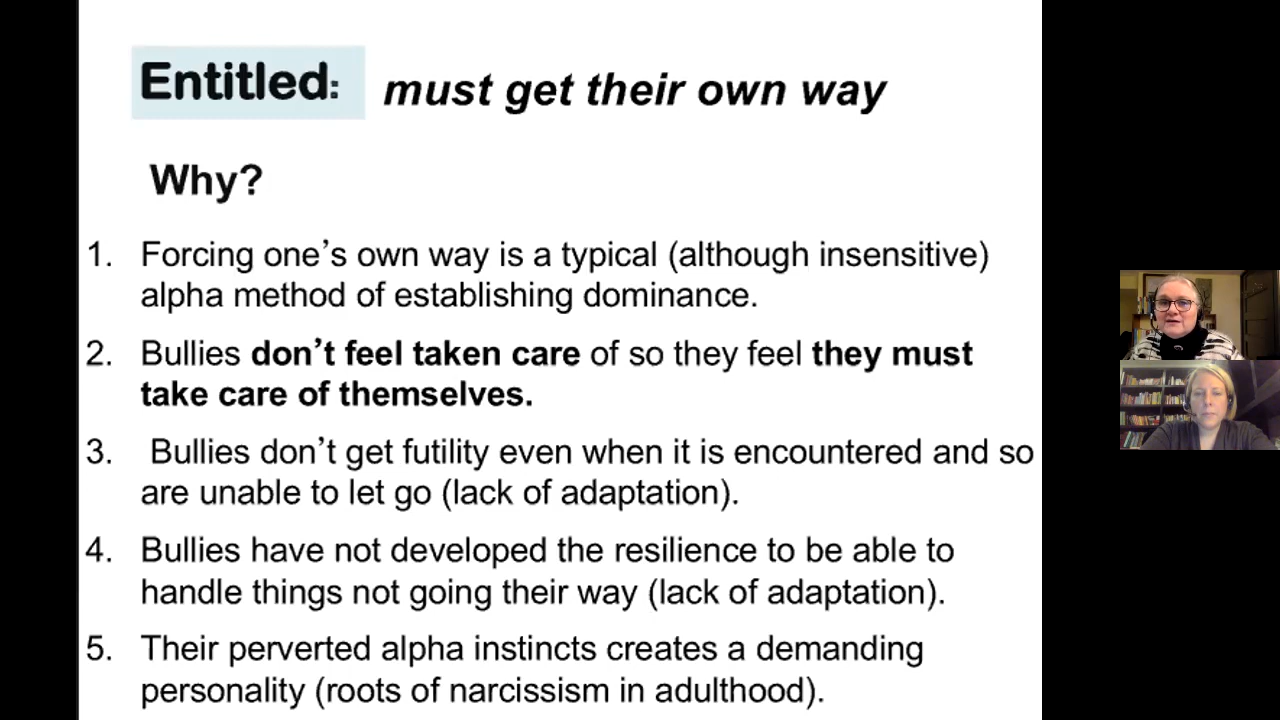 Entitled: must get their own way
Why?
1. Forcing one’s own way is a typical (although insensitive)
alpha method of establishing dominance.
2. Bullies don’t feel taken care of so they feel they must
take care of themselves.
3. Bullies don’t get futility even when it is encountered and so
are unable to let go (lack of adaptation).
4. Bullies have not developed the resilience to be able to
handle things not going their way (lack of adaptation).
5. Their perverted alpha instincts creates a demanding
personality (roots of narcissism in adulthood).